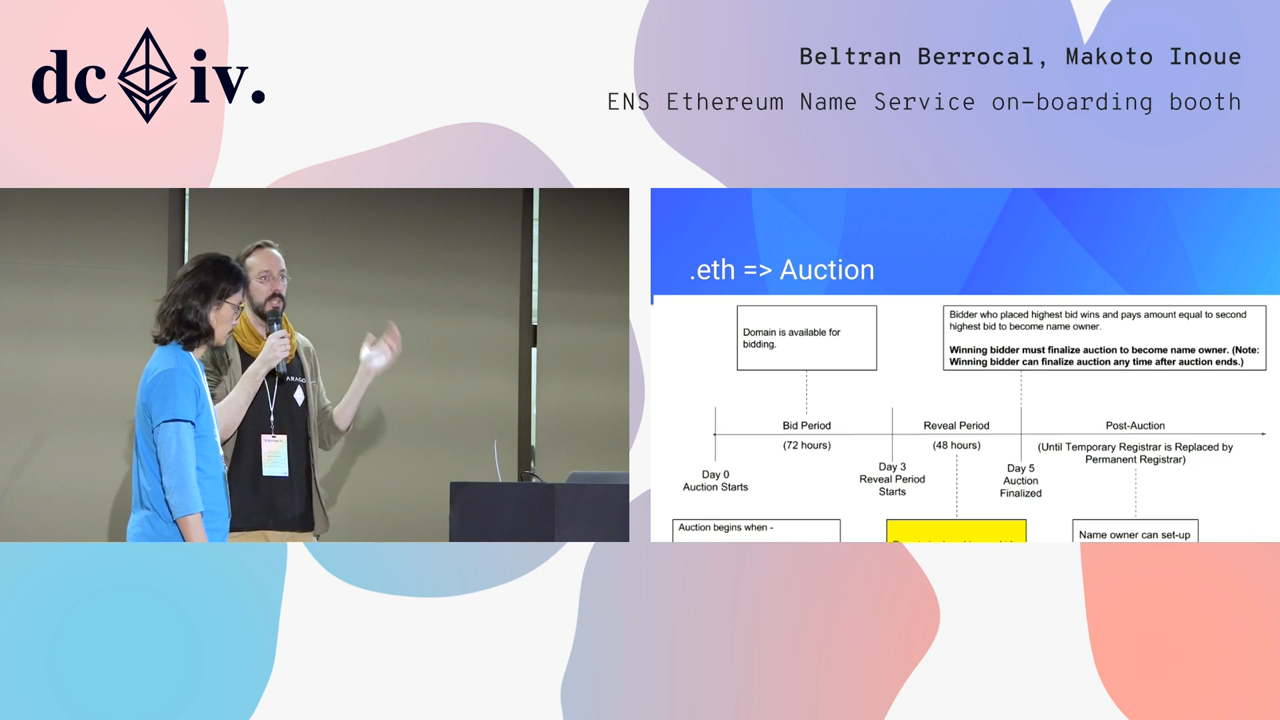 dc iv.
Beltran Berrocal, Makoto Inoue
ENS Ethereum Name Service on-boarding booth
.eth => Auction
Domain is available for
bidding.
Bidder who placed highest bid wins and pays amount equal to second
highest bid to become name owner.
Winning bidder must finalize auction to become name owner. (Note:
Winning bidder can finalize auction any time after auction ends.)
Bid Period
(72 hours)
Reveal Period
(48 hours)
Post-Auction
(Until Temporary Registrar is Replaced by
Permanent Registrar)
Day 0
Auction Starts
Day 3
Reveal Period
Starts
Day 5
Auction
Finalized
Auction begins when -
Name owner can set-up